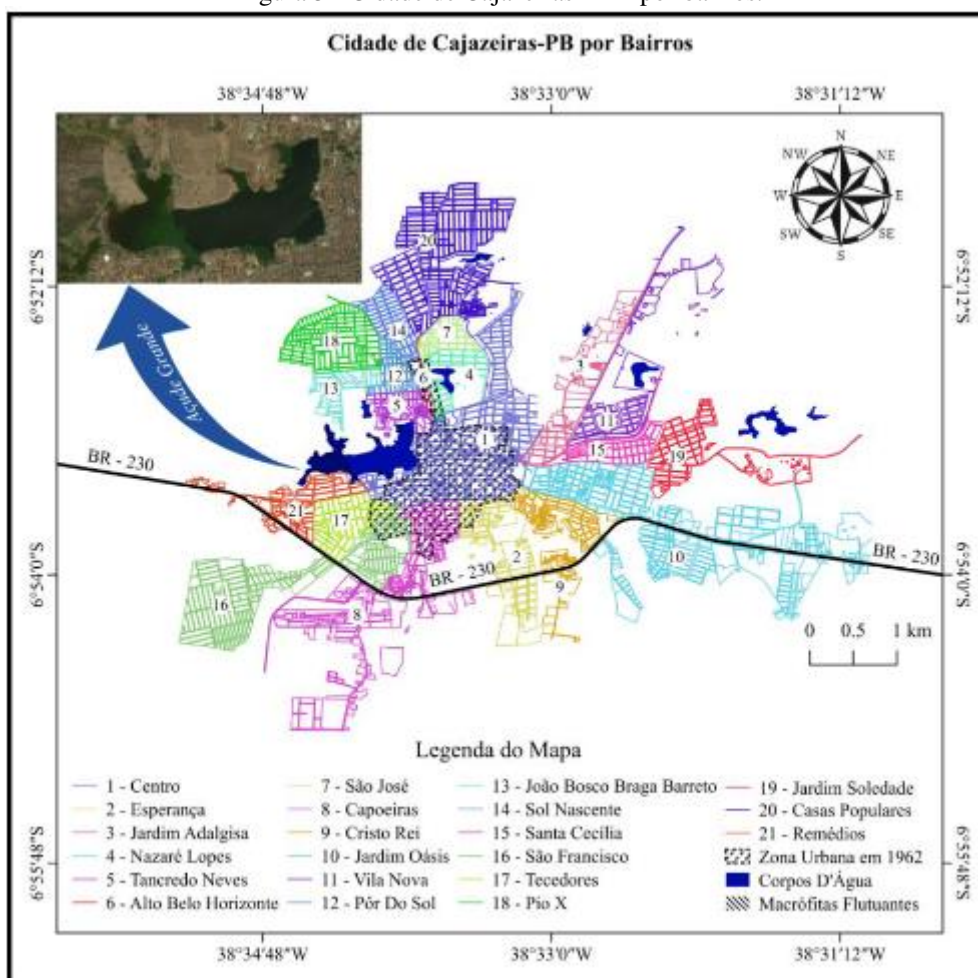 Cidade de Cajazeiras-PB por Bairros
38°34'48"W
38°33'0"W
38°31'12"W
N
NW
NE
W
E
SW
SE
S
6°52'12"S
6°52'12"S
Açude Grande
20
14
7
18
12
6
4
13
5
3
11
1
15
19
BR - 230
21
17
2
10
BR - 230
BR - 230
9
16
8
6°54'0"S
6°54'0"S
0 0.5 1 km
Legenda do Mapa
1 - Centro
2 - Esperança
3 - Jardim Adalgisa
4 - Nazaré Lopes
5 - Tancredo Neves
6 - Alto Belo Horizonte
7 - São José
8 - Capoeiras
9 - Cristo Rei
10 - Jardim Oásis
11 - Vila Nova
12 - Pôr Do Sol
13 - João Bosco Braga Barreto
14 - Sol Nascente
15 - Santa Cecília
16 - São Francisco
17 - Tecedores
18 - Pio X
19 - Jardim Soledade
20 - Casas Populares
21 - Remédios
Zona Urbana em 1962
Corpos D'Água
Macrófitas Flutuantes
6°55'48"S
6°55'48"S
38°34'48"W
38°33'0"W
38°31'12"W